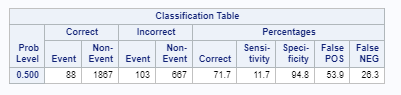 Classification Table
Correct Incorrect Percentages
Prob Level Event Non-Event Event Non-Event Correct Sensi-tivity Speci-ficity False POS False NEG
0.500 88 1867 103 667 71.7 11.7 94.8 53.9 26.3